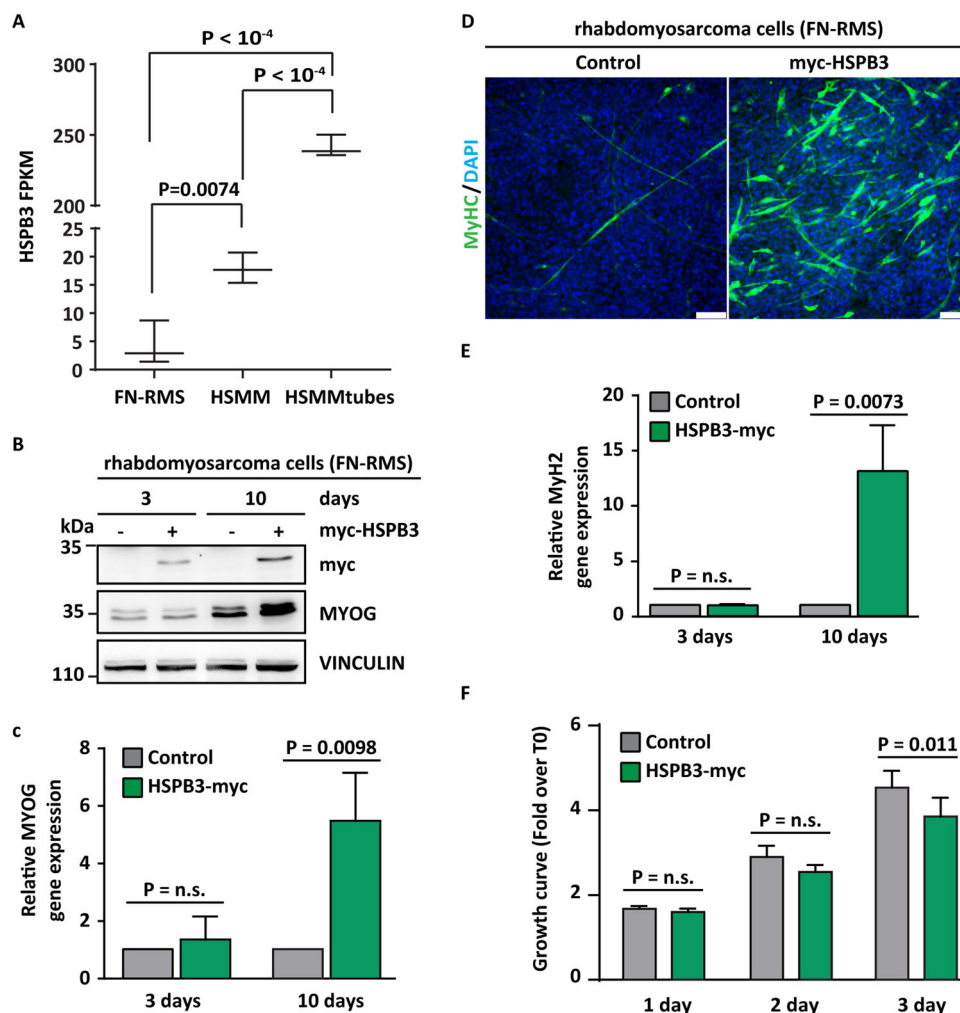 A
P < 10⁻⁴
P < 10⁻⁴
P=0.0074
HSPB3 FPKM
300
250
200
25
20
15
10
5
0
FN-RMS HSMM HSMMtubes
B
rhabdomyosarcoma cells (FN-RMS)
3 10 days
kDa - + - + myc-HSPB3
35 myc
35 MYOG
110 VINCULIN
c
Relative MYOG
gene expression
8
6
4
2
0
Control
HSPB3-myc
P = n.s.
P = 0.0098
3 days 10 days
D
rhabdomyosarcoma cells (FN-RMS)
Control myc-HSPB3
MyHC/DAPI
E
Relative MyH2
gene expression
20
15
10
5
0
Control
HSPB3-myc
P = n.s.
P = 0.0073
3 days 10 days
F
Growth curve (Fold over T0)
6
4
2
0
Control
HSPB3-myc
P = n.s.
P = n.s.
P = 0.011
1 day 2 day 3 day